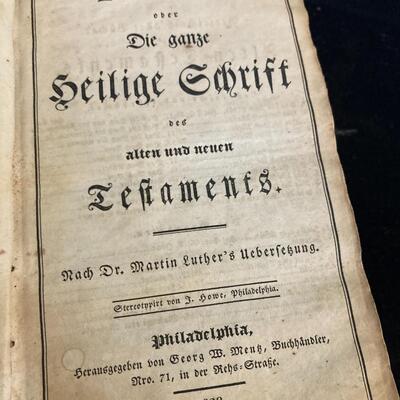 oder
Die ganze
Heilige Schrift
des
alten und neuen
Testaments.
Nach Dr. Martin Luther's Uebersetzung.
Stereotypirt von J. Howe, Philadelphia.
Philadelphia,
Herausgegeben von Georg W. Mentz, Buchhändler,
Nro. 71, in der Rehs-Straße.